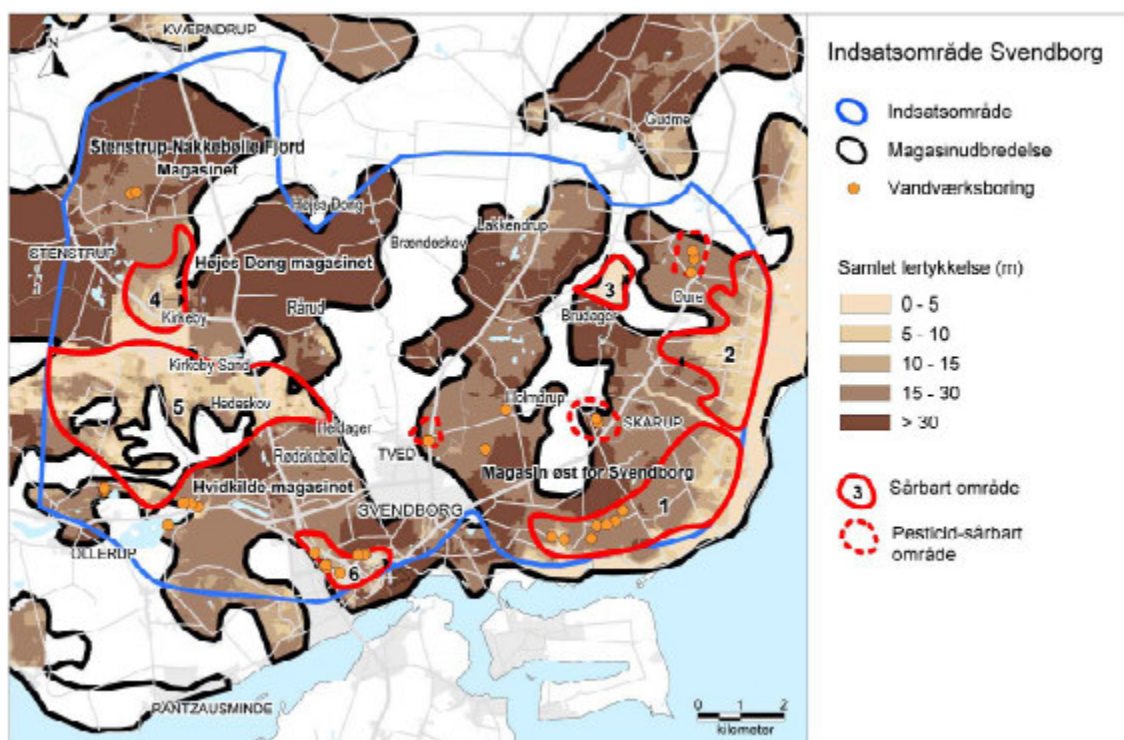 KVÆRNDRUP
N
Gudme
Stenstrup-Nakkebølle Fjord
Magasinet
Højes Dong
Lakkendrup
Brændeskov
STENSTRUP
Højes Dong magasinet
Oure
4
3
Kirkeby
Rårud
Brudager
2
Kirkeby Sand
5
Hedeskov
Holmdrup
Heldager
SKÅRUP
TVED
Rødskebølle
Magasin øst for Svendborg
Hvidkilde magasinet
1
SVENDBORG
OLLERUP
6
RANTZAUSMINDE
0 1 2
kilometer
Indsatsområde Svendborg
Indsatsområde
Magasinudbredelse
Vandværksboring
Samlet lertykkelse (m)
0 - 5
5 - 10
10 - 15
15 - 30
> 30
3 Sårbart område
Pesticid-sårbart
område